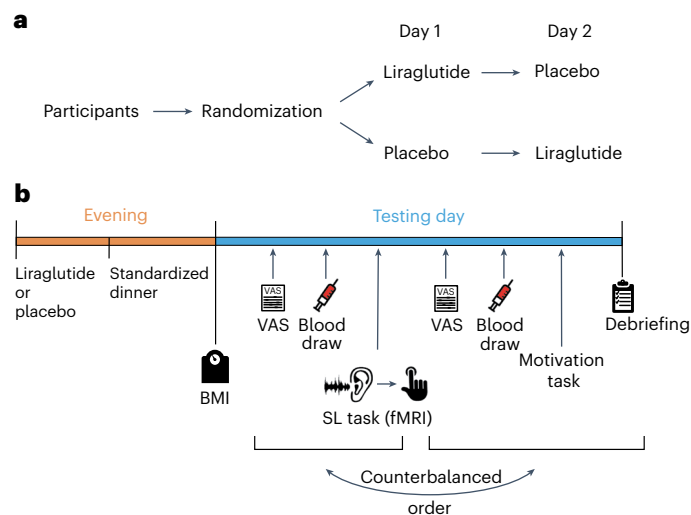 a
Day 1
Day 2
Liraglutide
Placebo
Participants
Randomization
Placebo
Liraglutide
b
Evening
Testing day
Liraglutide
or
placebo
Standardized
dinner
VAS
VAS
VAS
Blood
draw
VAS
Blood
draw
Debriefing
Motivation
task
BMI
SL task (fMRI)
Counterbalanced
order